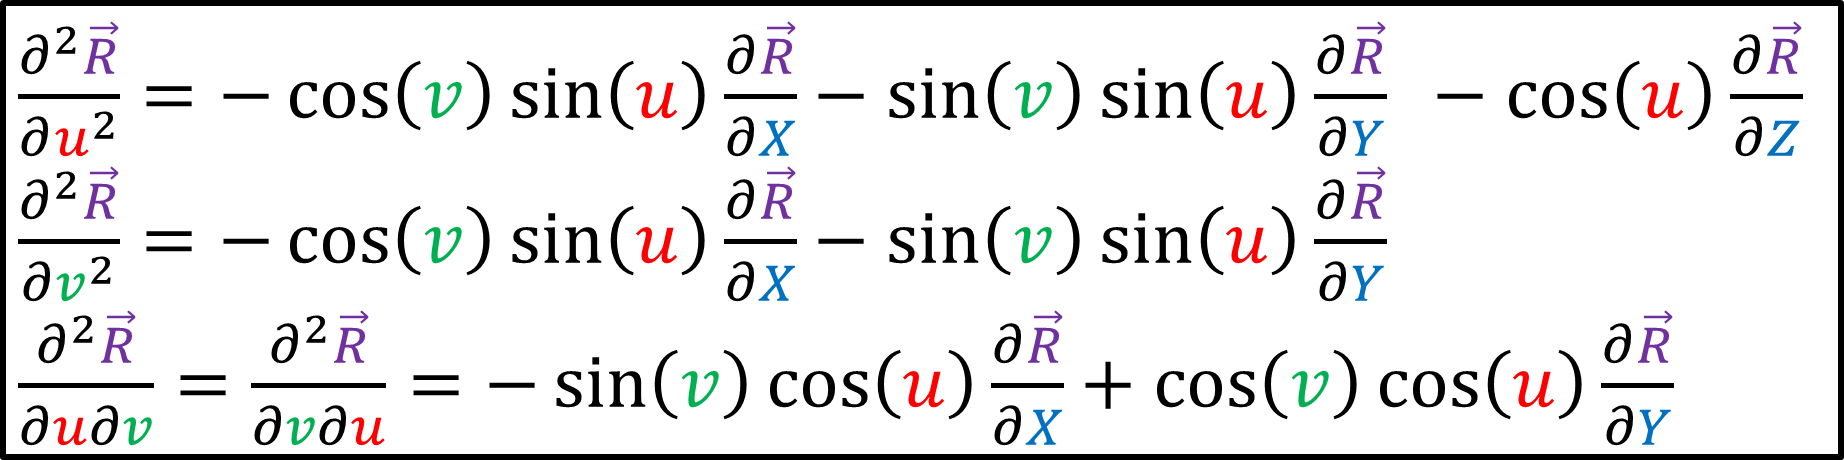 ∂²R⃗/∂u² = − cos(v) sin(u) ∂R⃗/∂X − sin(v) sin(u) ∂R⃗/∂Y − cos(u) ∂R⃗/∂Z
∂²R⃗/∂v² = − cos(v) sin(u) ∂R⃗/∂X − sin(v) sin(u) ∂R⃗/∂Y
∂²R⃗/∂u∂v = ∂²R⃗/∂v∂u = − sin(v) cos(u) ∂R⃗/∂X + cos(v) cos(u) ∂R⃗/∂Y